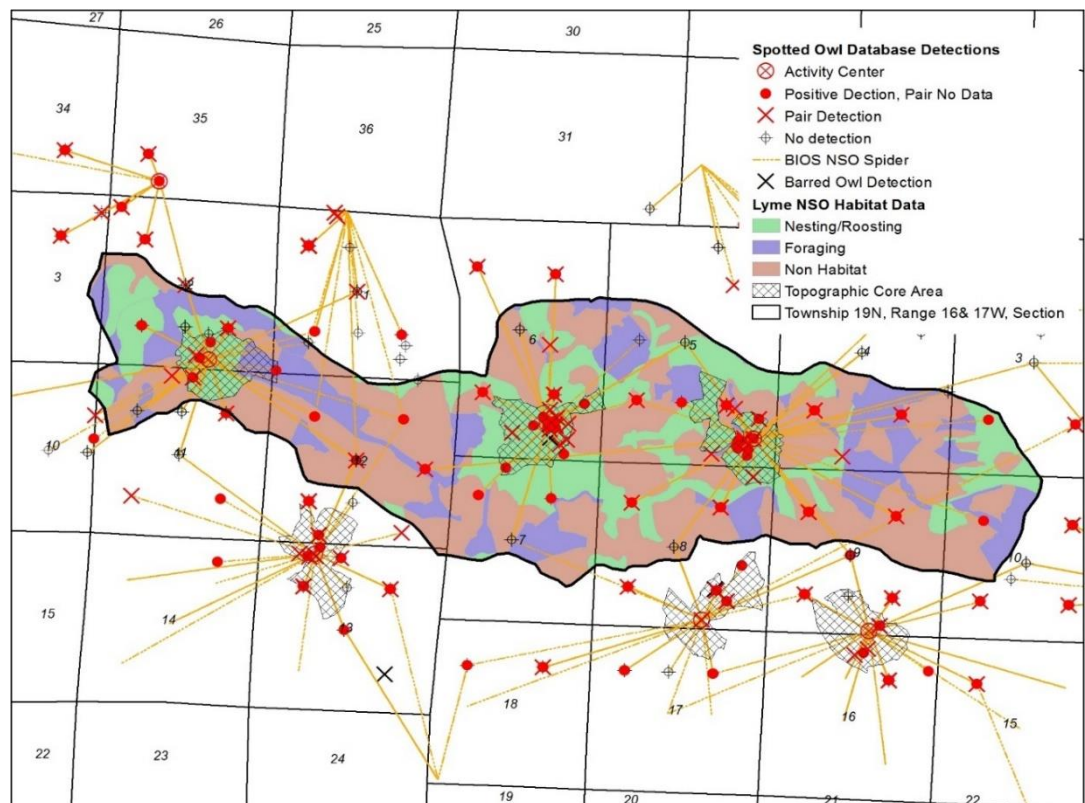 27
26
25
30
Spotted Owl Database Detections
Activity Center
Positive Dection, Pair No Data
Pair Detection
No detection
BIOS NSO Spider
Barred Owl Detection
Lyme NSO Habitat Data
Nesting/Roosting
Foraging
Non Habitat
Topographic Core Area
Township 19N, Range 16& 17W, Section
34
35
36
31
3
2
1
6
5
4
3
10
11
12
7
8
9
10
15
14
13
18
17
16
15
22
23
24
19
20
21
22